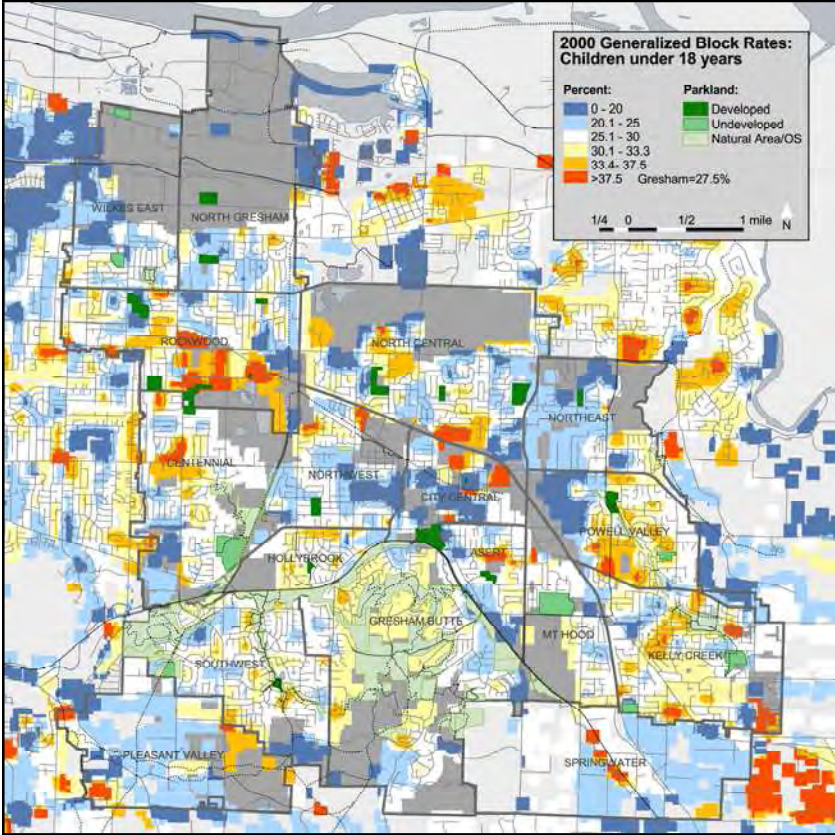 2000 Generalized Block Rates:
Children under 18 years
Percent:
0 - 20
20.1 - 25
25.1 - 30
30.1 - 33.3
33.4 - 37.5
>37.5 Gresham=27.5%
Parkland:
Developed
Undeveloped
Natural Area/OS
1/4 0 1/2 1 mile
N
WILKES EAST
NORTH GRESHAM
ROCKWOOD
NORTH CENTRAL
NORTHEAST
CENTENNIAL
NORTHWEST
CITY CENTRAL
POWELL VALLEY
HOLLYBROOK
ASERT
GRESHAM BUTTE
MT HOOD
KELLY CREEK
SOUTHWEST
PLEASANT VALLEY
SPRINGWATER